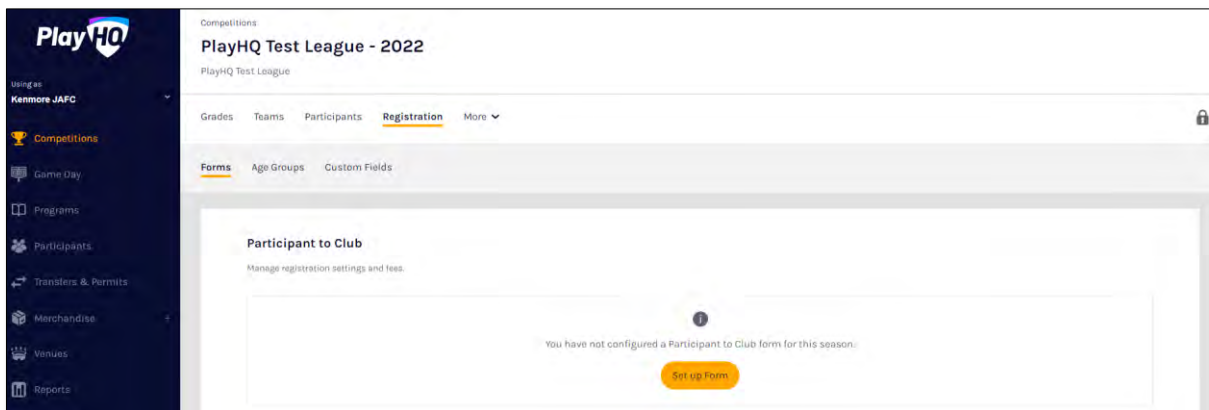 PlayHQ
Using as
Kenmore JAFC
Competitions
Game Day
Programs
Participants
Transfers & Permits
Merchandise +
Venues
Reports
Competitions
PlayHQ Test League - 2022
PlayHQ Test League
Grades Teams Participants Registration More
Forms Age Groups Custom Fields
Participant to Club
Manage registration settings and fees.
You have not configured a Participant to Club form for this season.
Set up Form